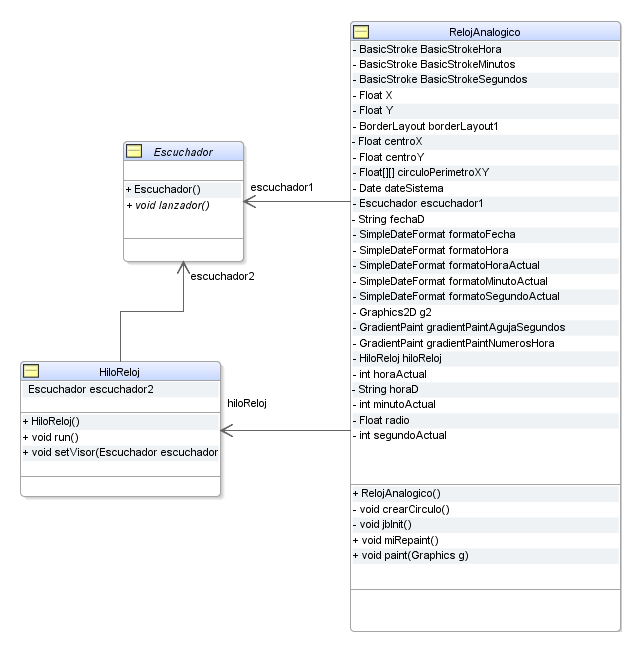 RelojAnalogico
- BasicStroke BasicStrokeHora
- BasicStroke BasicStrokeMinutos
- BasicStroke BasicStrokeSegundos
- Float X
- Float Y
- BorderLayout borderLayout1
- Float centroX
- Float centroY
- Float[][] circuloPerimetroXY
- Date dateSistema
- Escuchador escuchador1
- String fechaD
- SimpleDateFormat formatoFecha
- SimpleDateFormat formatoHora
- SimpleDateFormat formatoHoraActual
- SimpleDateFormat formatoMinutoActual
- SimpleDateFormat formatoSegundoActual
- Graphics2D g2
- GradientPaint gradientPaintAgujaSegundos
- GradientPaint gradientPaintNumerosHora
- HiloReloj hiloReloj
- int horaActual
- String horaD
- int minutoActual
- Float radio
- int segundoActual
+ RelojAnalogico()
- void crearCirculo()
- void jbInit()
+ void miRepaint()
+ void paint(Graphics g)
Escuchador
+ Escuchador()
+ void lanzador()
escuchador1
escuchador2
HiloReloj
Escuchador escuchador2
+ HiloReloj()
+ void run()
+ void setVisor(Escuchador escuchador
hiloReloj